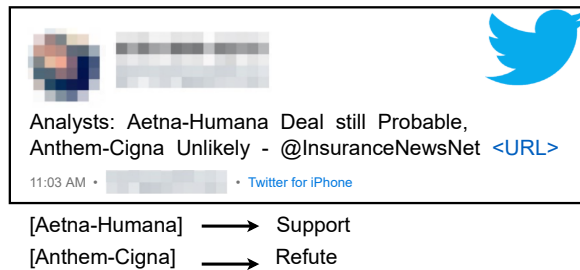 Analysts: Aetna-Humana Deal still Probable,
Anthem-Cigna Unlikely - @InsuranceNewsNet <URL>
11:03 AM • • Twitter for iPhone
[Aetna-Humana] ⟶ Support
[Anthem-Cigna] ⟶ Refute